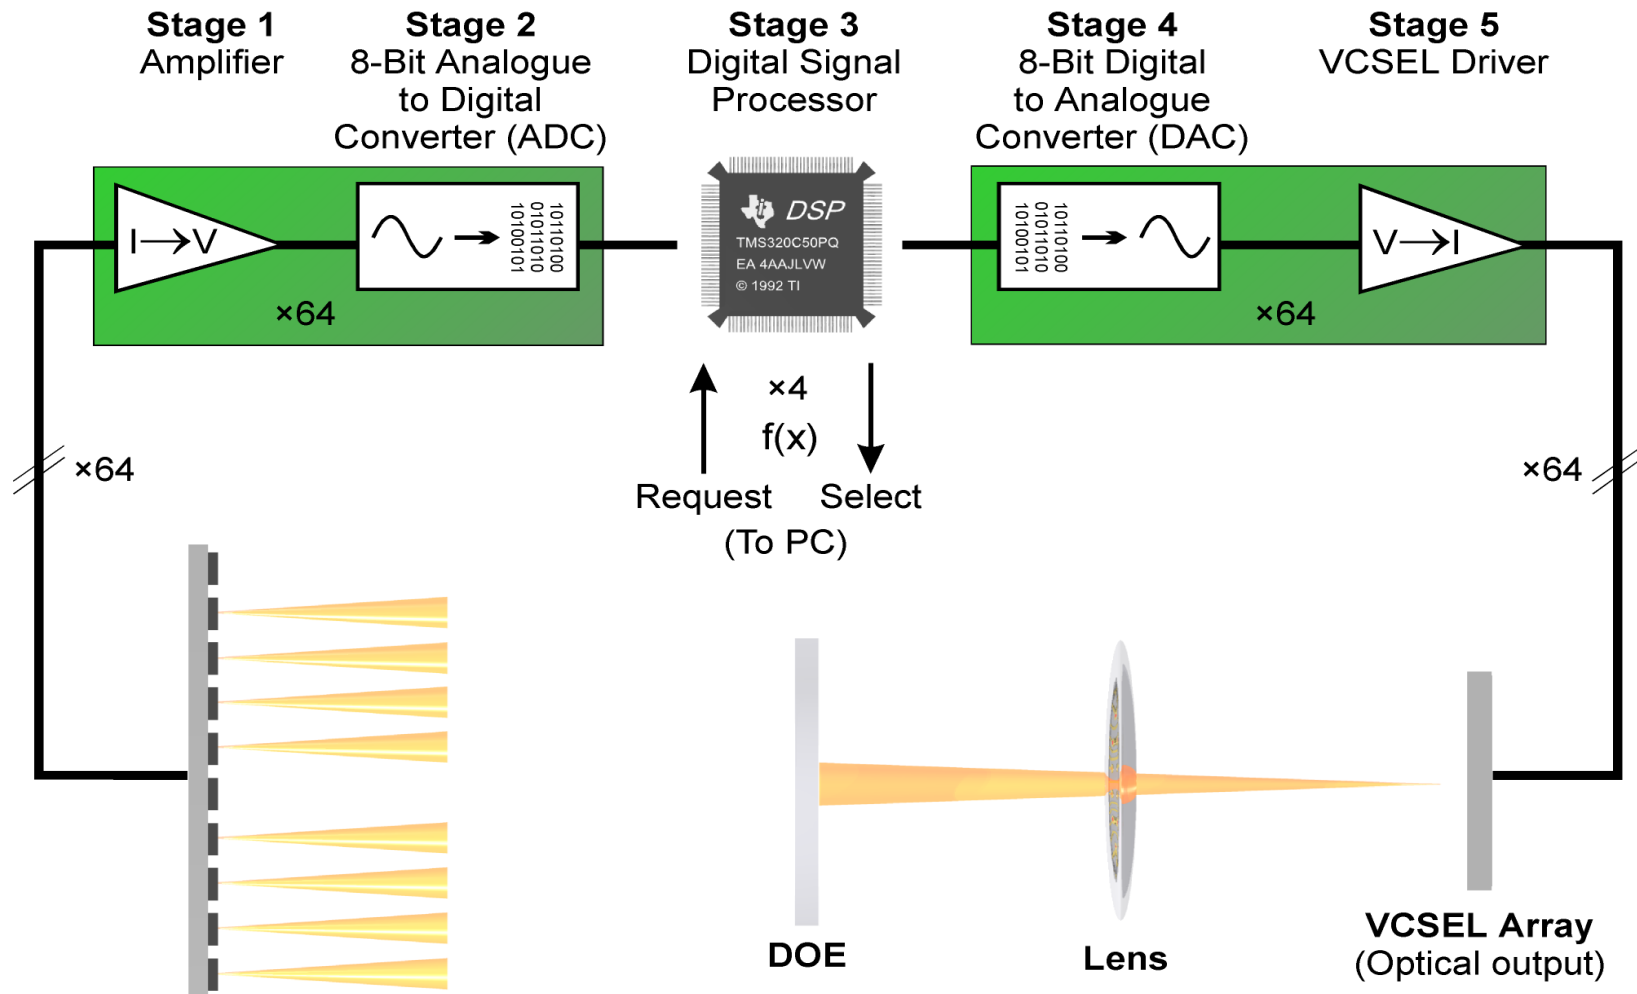 Stage 1
Amplifier
Stage 2
8-Bit Analogue
to Digital
Converter (ADC)
Stage 3
Digital Signal
Processor
Stage 4
8-Bit Digital
to Analogue
Converter (DAC)
Stage 5
VCSEL Driver
I→V
10110100
01011010
10100101
×64
DSP
TMS320C50PQ
EA 4AAJLVW
© 1992 TI
10110100
01011010
10100101
V→I
×64
×4
f(x)
Request
Select
(To PC)
×64
×64
DOE
Lens
VCSEL Array
(Optical output)